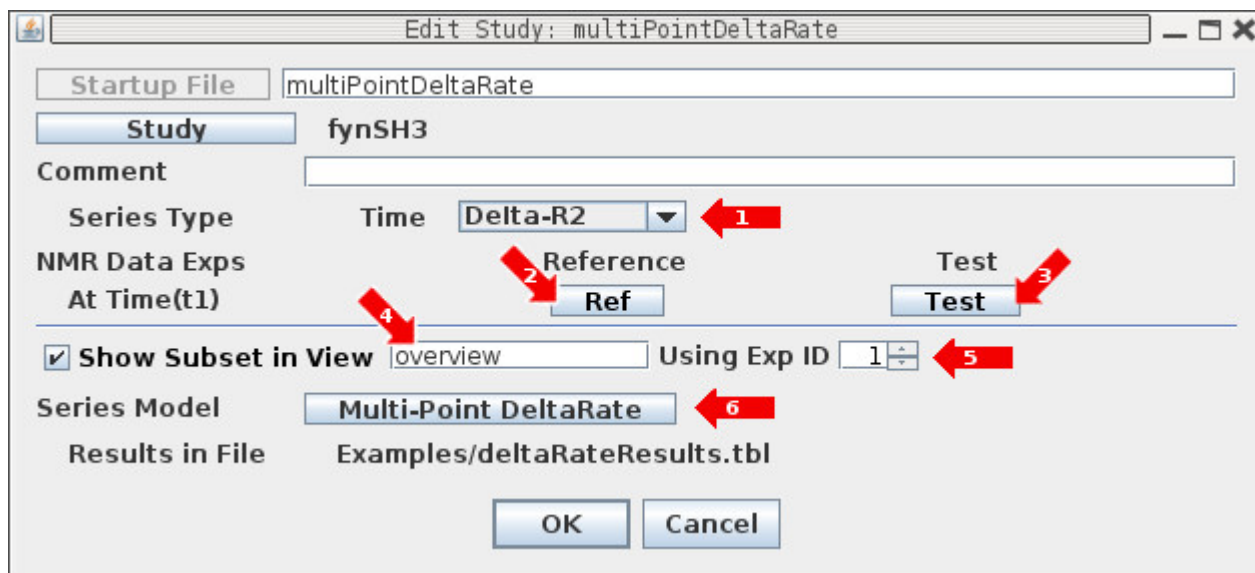 Edit Study: multiPointDeltaRate
Startup File multiPointDeltaRate
Study fynSH3
Comment
Series Type Time Delta-R2 1
NMR Data Exps 2 Reference Test 3
At Time(t1) Ref Test
4
Show Subset in View overview Using Exp ID 1 5
Series Model Multi-Point DeltaRate 6
Results in File Examples/deltaRateResults.tbl
OK Cancel